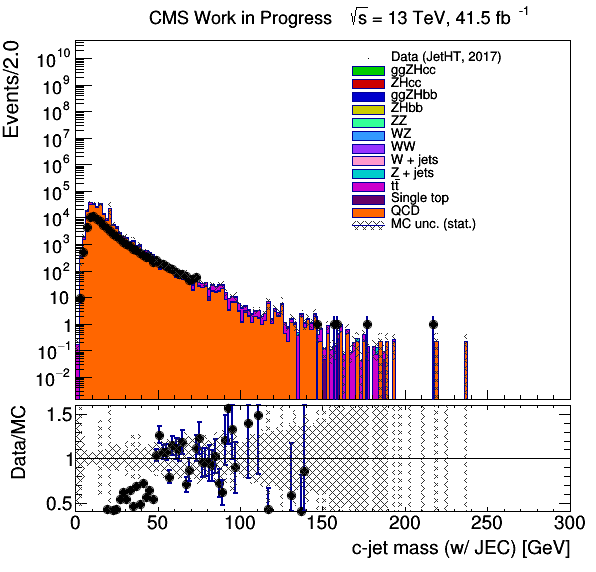 CMS Work in Progress √s = 13 TeV, 41.5 fb⁻¹
Events/2.0
10¹⁰
10⁹
10⁸
10⁷
10⁶
10⁵
10⁴
10³
10²
10
1
10⁻¹
10⁻²
Data (JetHT, 2017)
ggZHcc
ZHcc
ggZHbb
ZHbb
ZZ
WZ
WW
W + jets
Z + jets
tt̄
Single top
QCD
MC unc. (stat.)
Data/MC
1.5
1
0.5
0 50 100 150 200 250 300
c-jet mass (w/ JEC) [GeV]